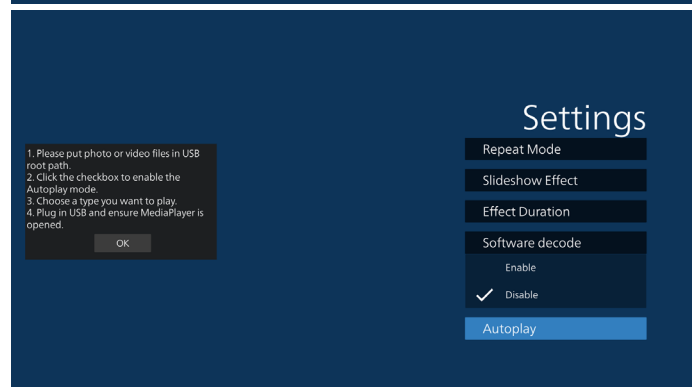 Settings
1. Please put photo or video files in USB
root path.
2. Click the checkbox to enable the
Autoplay mode.
3. Choose a type you want to play.
4. Plug in USB and ensure MediaPlayer is
opened.
OK
Repeat Mode
Slideshow Effect
Effect Duration
Software decode
Enable
Disable
Autoplay